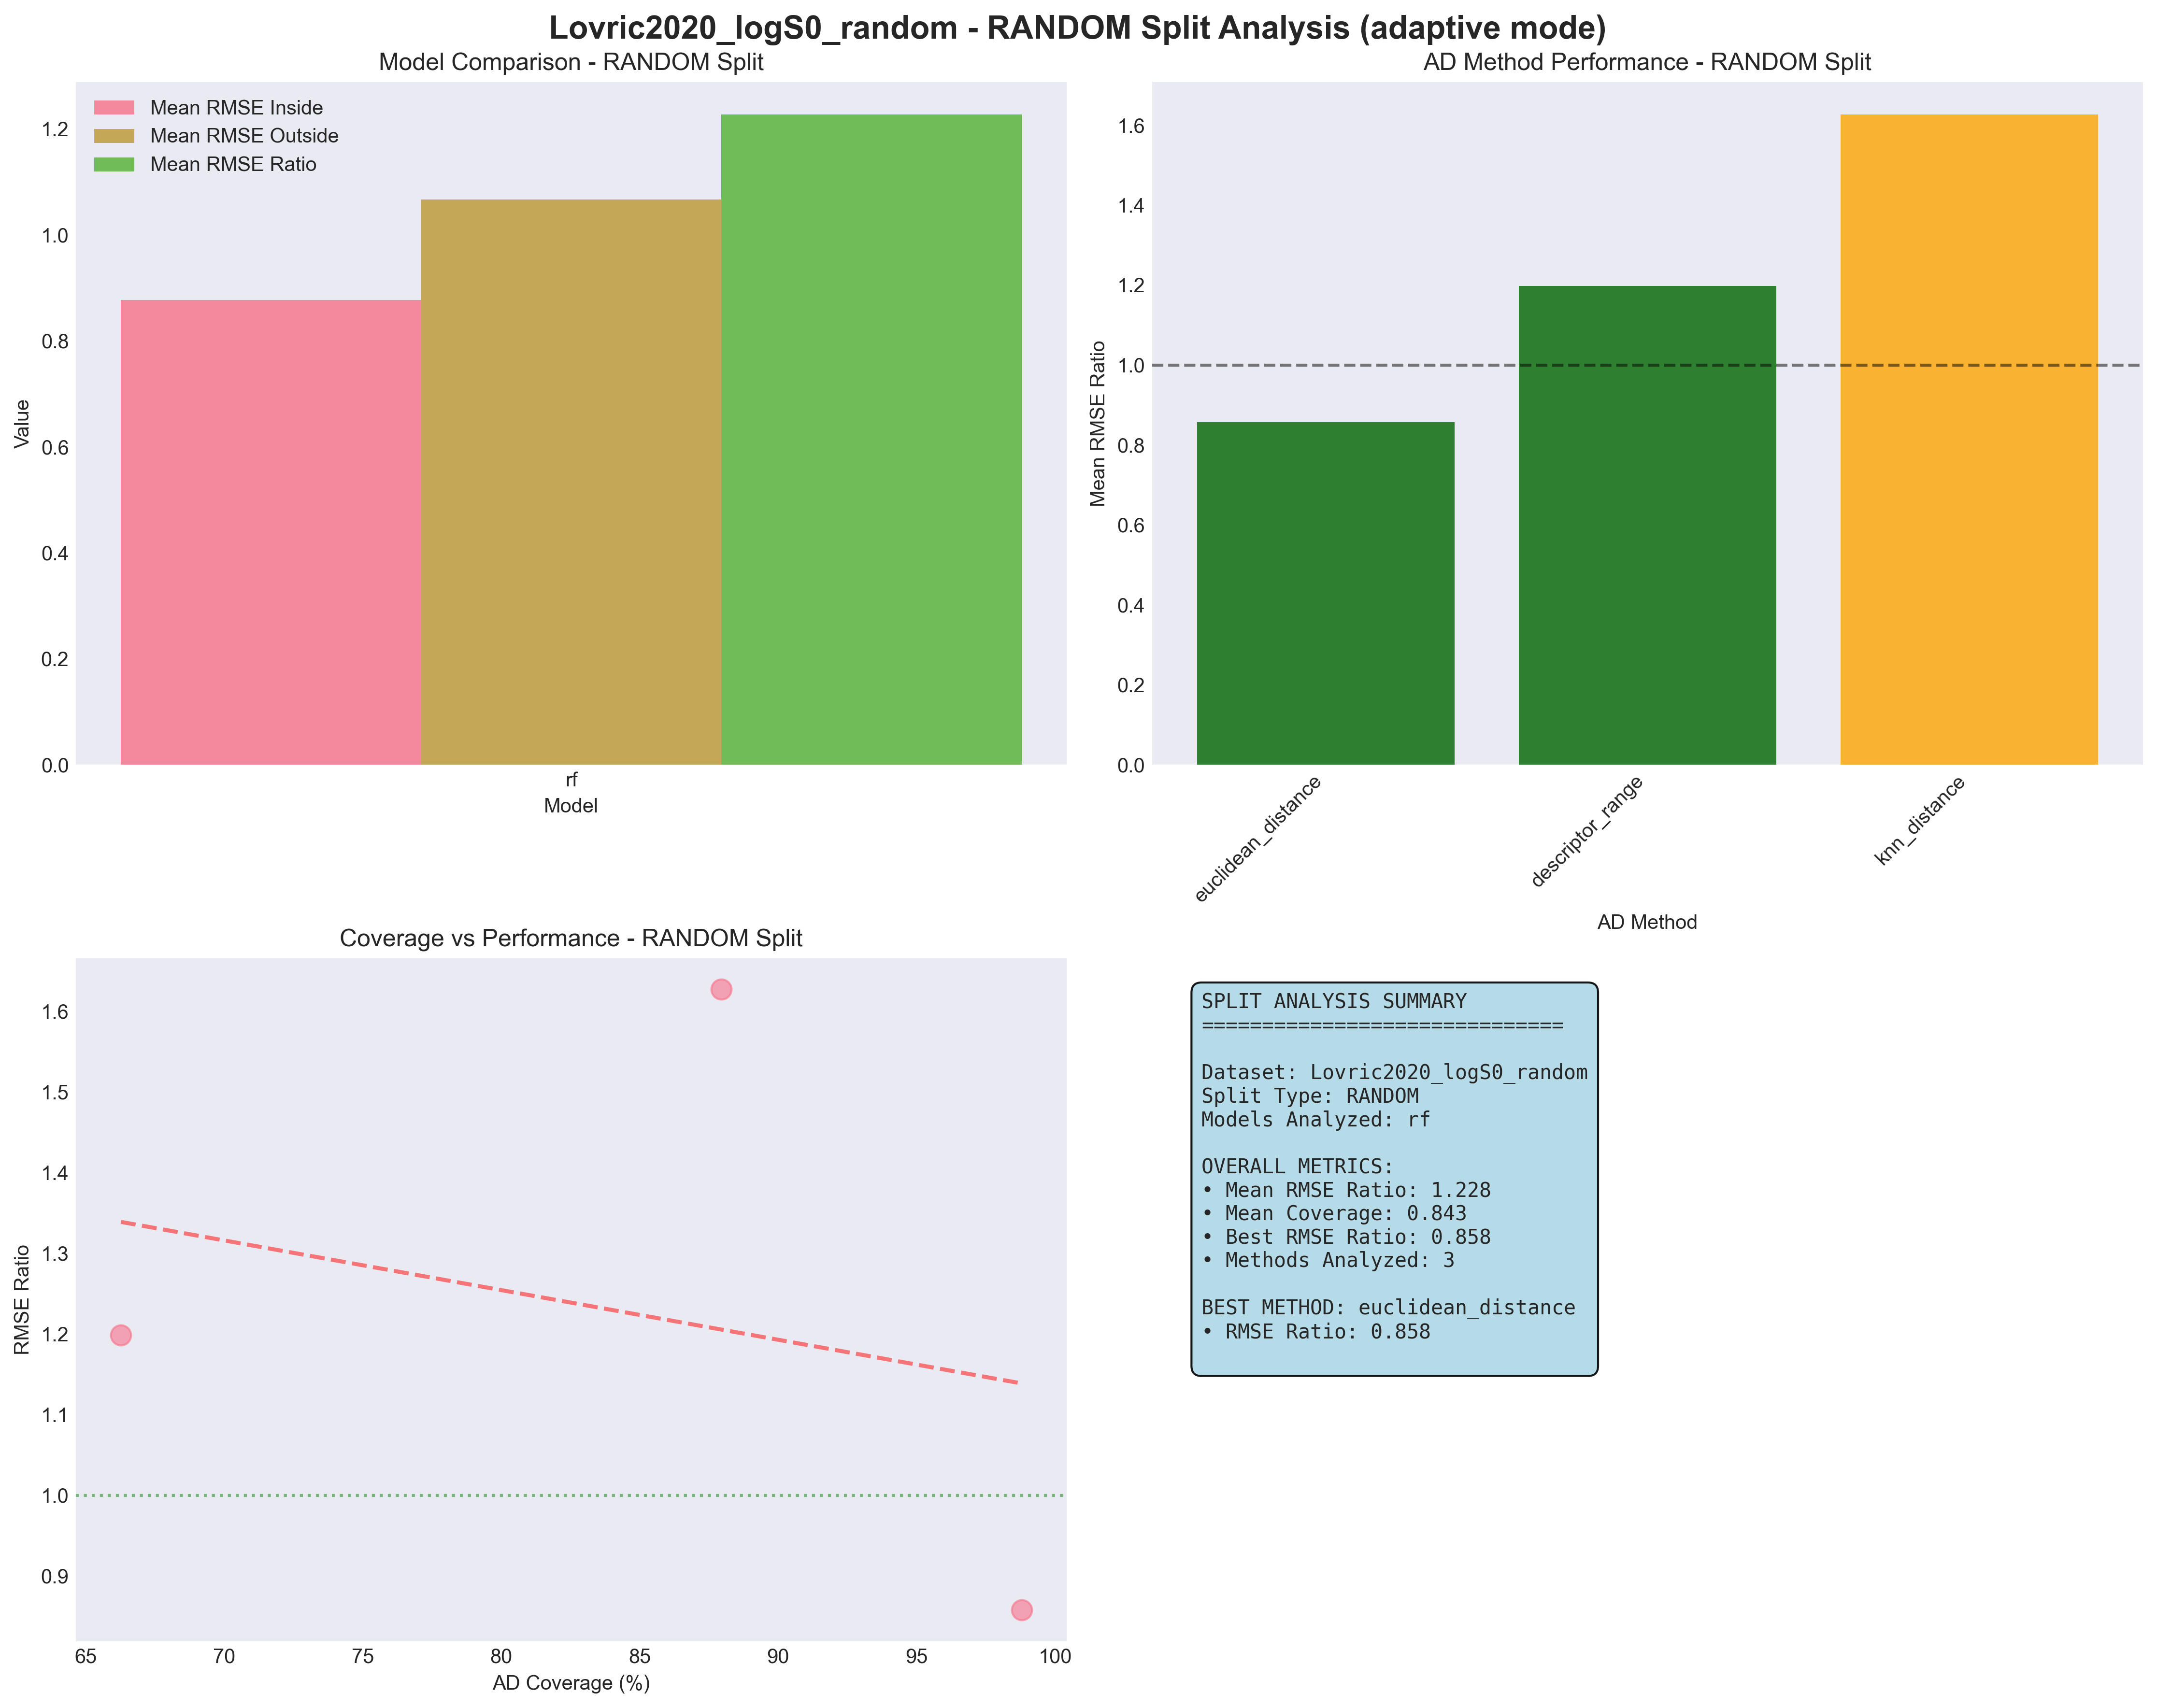 Lovric2020_logS0_random - RANDOM Split Analysis (adaptive mode)
Model Comparison - RANDOM Split
Mean RMSE Inside
Mean RMSE Outside
Mean RMSE Ratio
1.2
1.0
0.8
0.6
0.4
0.2
0.0
Value
rf
Model
AD Method Performance - RANDOM Split
1.6
1.4
1.2
1.0
0.8
0.6
0.4
0.2
0.0
Mean RMSE Ratio
euclidean_distance
descriptor_range
knn_distance
AD Method
Coverage vs Performance - RANDOM Split
1.6
1.5
1.4
1.3
1.2
1.1
1.0
0.9
RMSE Ratio
65 70 75 80 85 90 95 100
AD Coverage (%)
SPLIT ANALYSIS SUMMARY
==============================
Dataset: Lovric2020_logS0_random
Split Type: RANDOM
Models Analyzed: rf
OVERALL METRICS:
• Mean RMSE Ratio: 1.228
• Mean Coverage: 0.843
• Best RMSE Ratio: 0.858
• Methods Analyzed: 3
BEST METHOD: euclidean_distance
• RMSE Ratio: 0.858